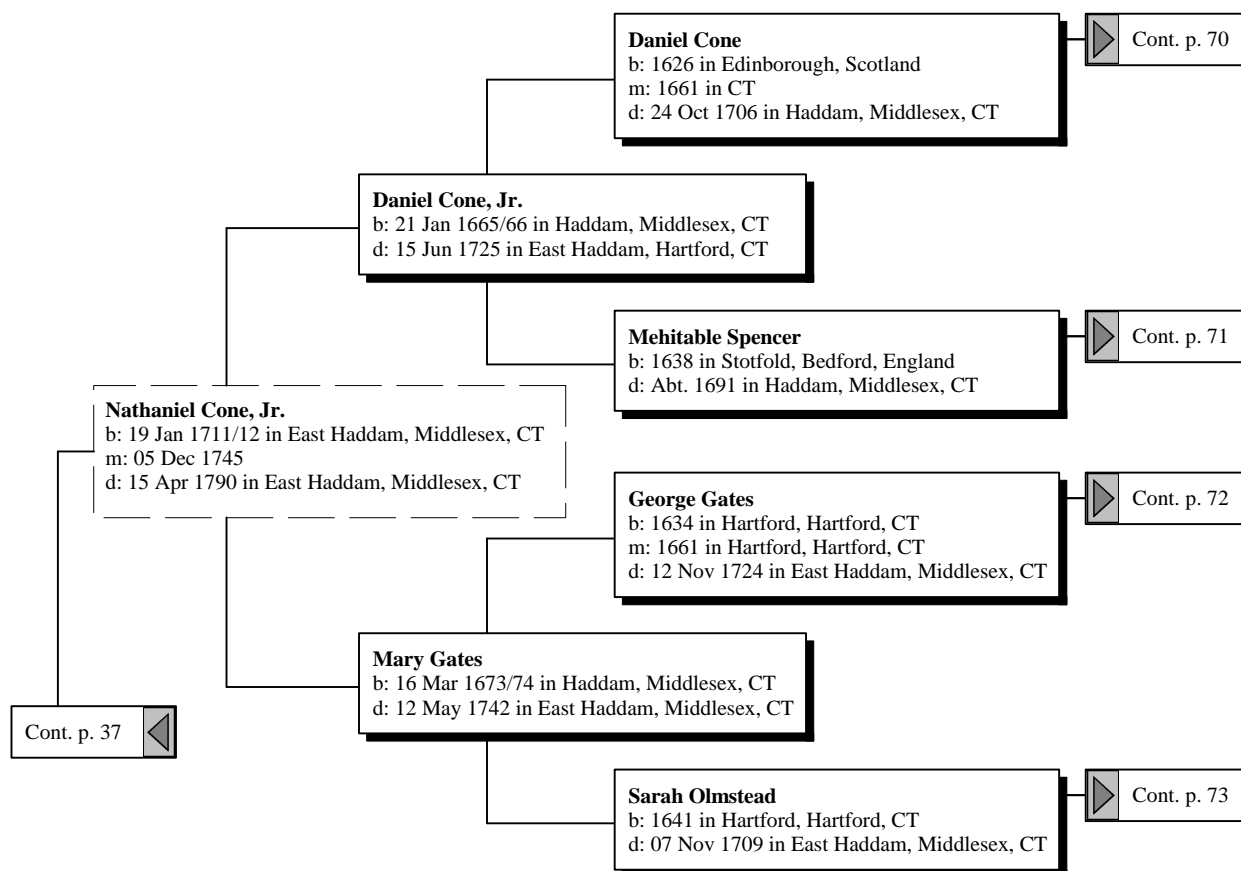 Daniel Cone
b: 1626 in Edinborough, Scotland
m: 1661 in CT
d: 24 Oct 1706 in Haddam, Middlesex, CT
Cont. p. 70
Daniel Cone, Jr.
b: 21 Jan 1665/66 in Haddam, Middlesex, CT
d: 15 Jun 1725 in East Haddam, Hartford, CT
Mehitable Spencer
b: 1638 in Stotfold, Bedford, England
d: Abt. 1691 in Haddam, Middlesex, CT
Cont. p. 71
Nathaniel Cone, Jr.
b: 19 Jan 1711/12 in East Haddam, Middlesex, CT
m: 05 Dec 1745
d: 15 Apr 1790 in East Haddam, Middlesex, CT
George Gates
b: 1634 in Hartford, Hartford, CT
m: 1661 in Hartford, Hartford, CT
d: 12 Nov 1724 in East Haddam, Middlesex, CT
Cont. p. 72
Mary Gates
b: 16 Mar 1673/74 in Haddam, Middlesex, CT
d: 12 May 1742 in East Haddam, Middlesex, CT
Cont. p. 37
Sarah Olmstead
b: 1641 in Hartford, Hartford, CT
d: 07 Nov 1709 in East Haddam, Middlesex, CT
Cont. p. 73